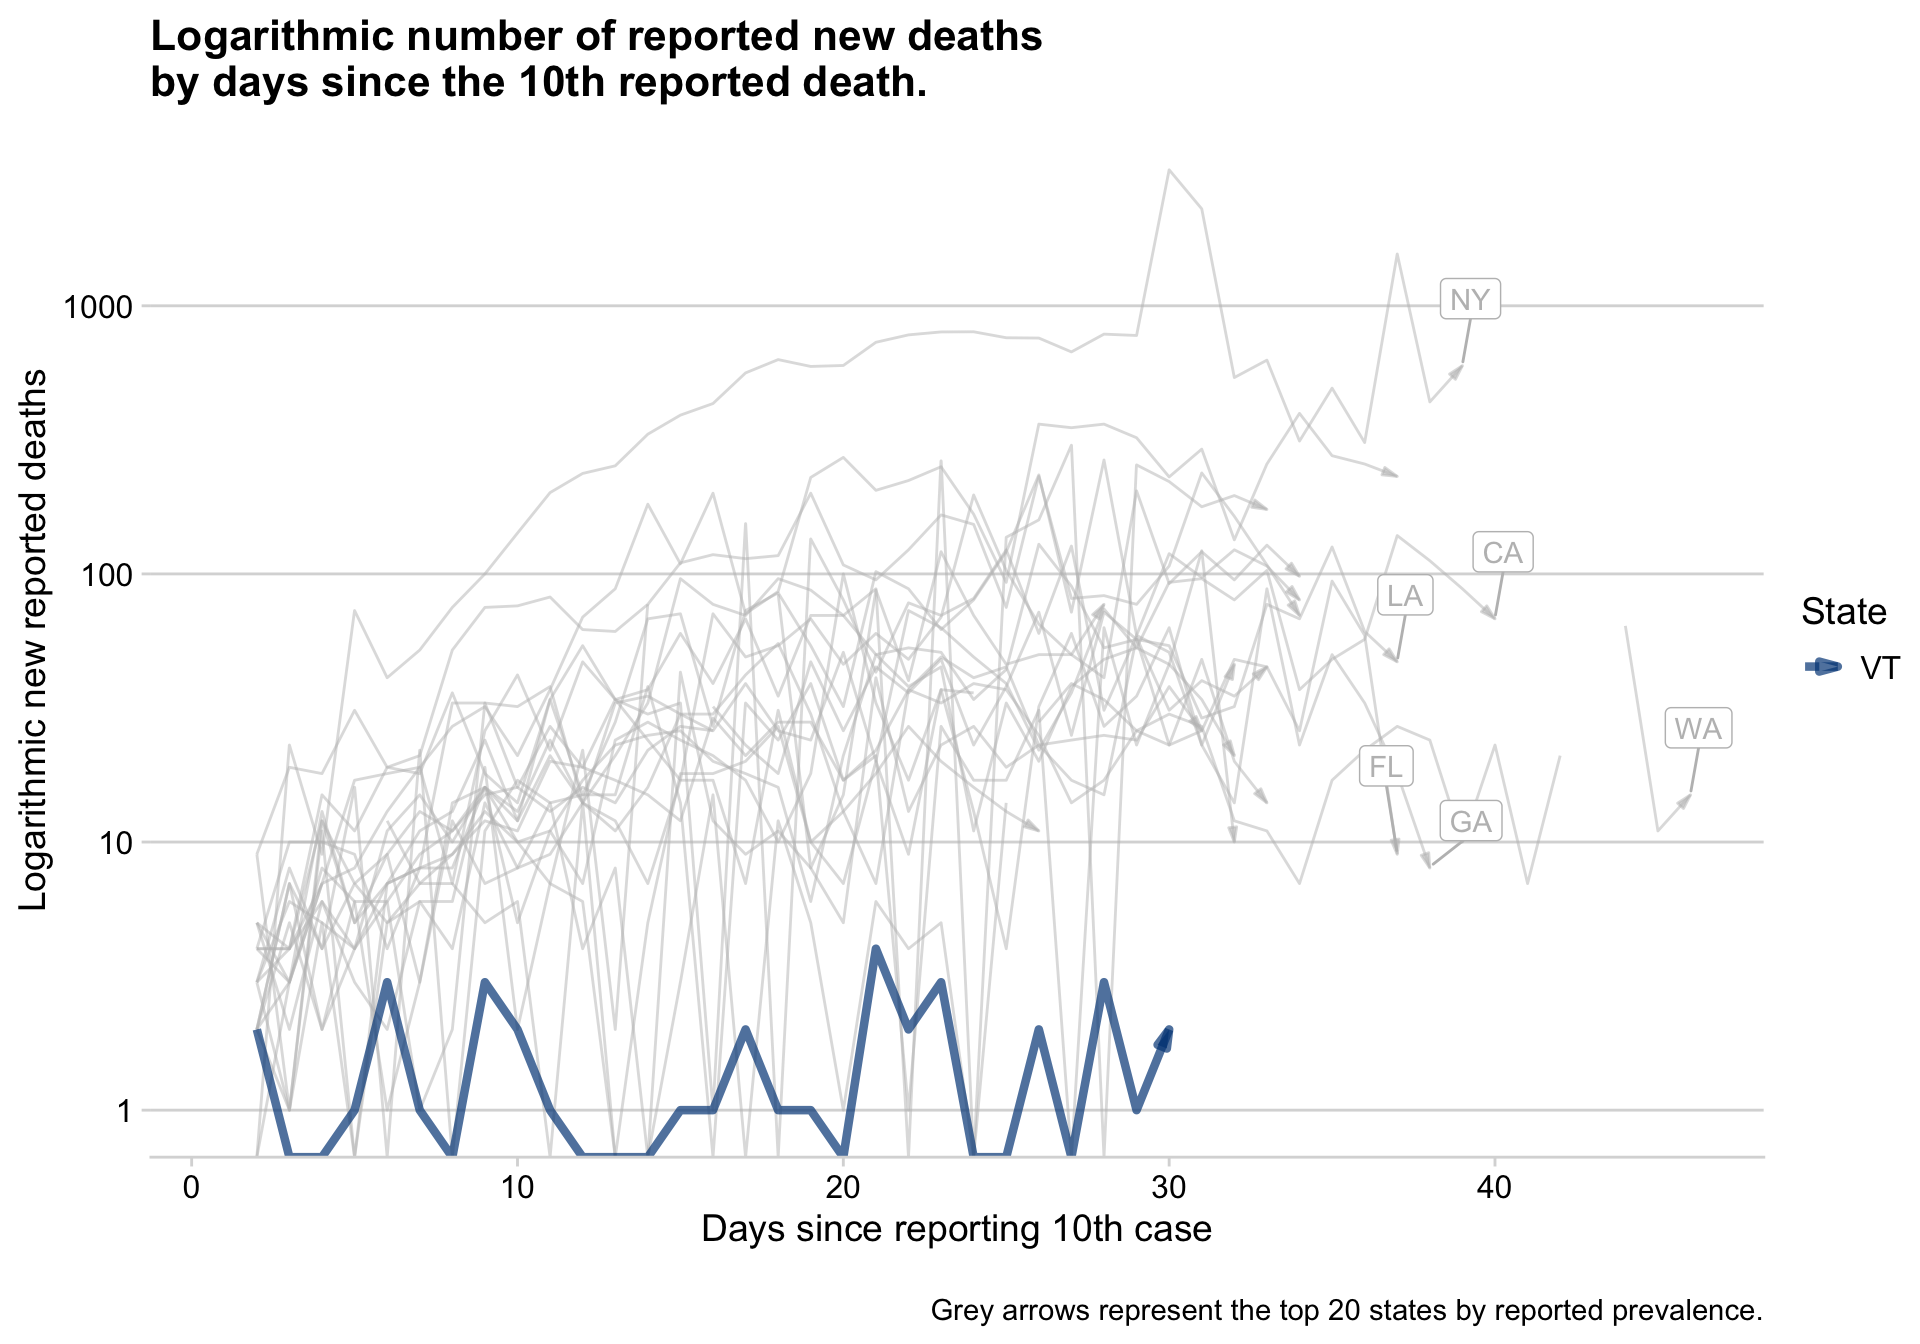 Logarithmic number of reported new deaths
by days since the 10th reported death.
Logarithmic new reported deaths
1000
100
10
1
NY
CA
LA
WA
FL
GA
State
VT
0 10 20 30 40
Days since reporting 10th case
Grey arrows represent the top 20 states by reported prevalence.